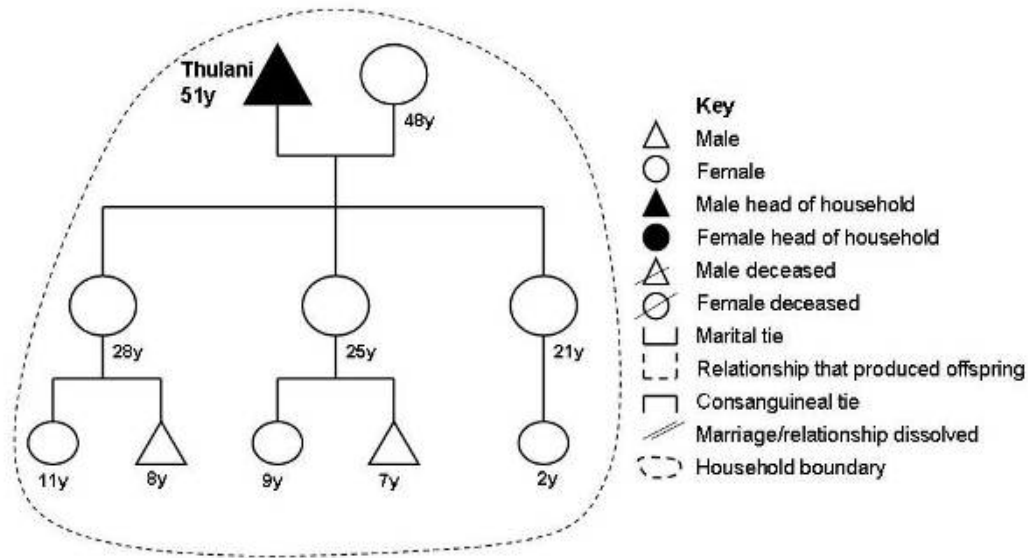 Thulani
51y
48y
28y
25y
21y
11y
8y
9y
7y
2y
Key
Male
Female
Male head of household
Female head of household
Male deceased
Female deceased
Marital tie
Relationship that produced offspring
Consanguineal tie
Marriage/relationship dissolved
Household boundary